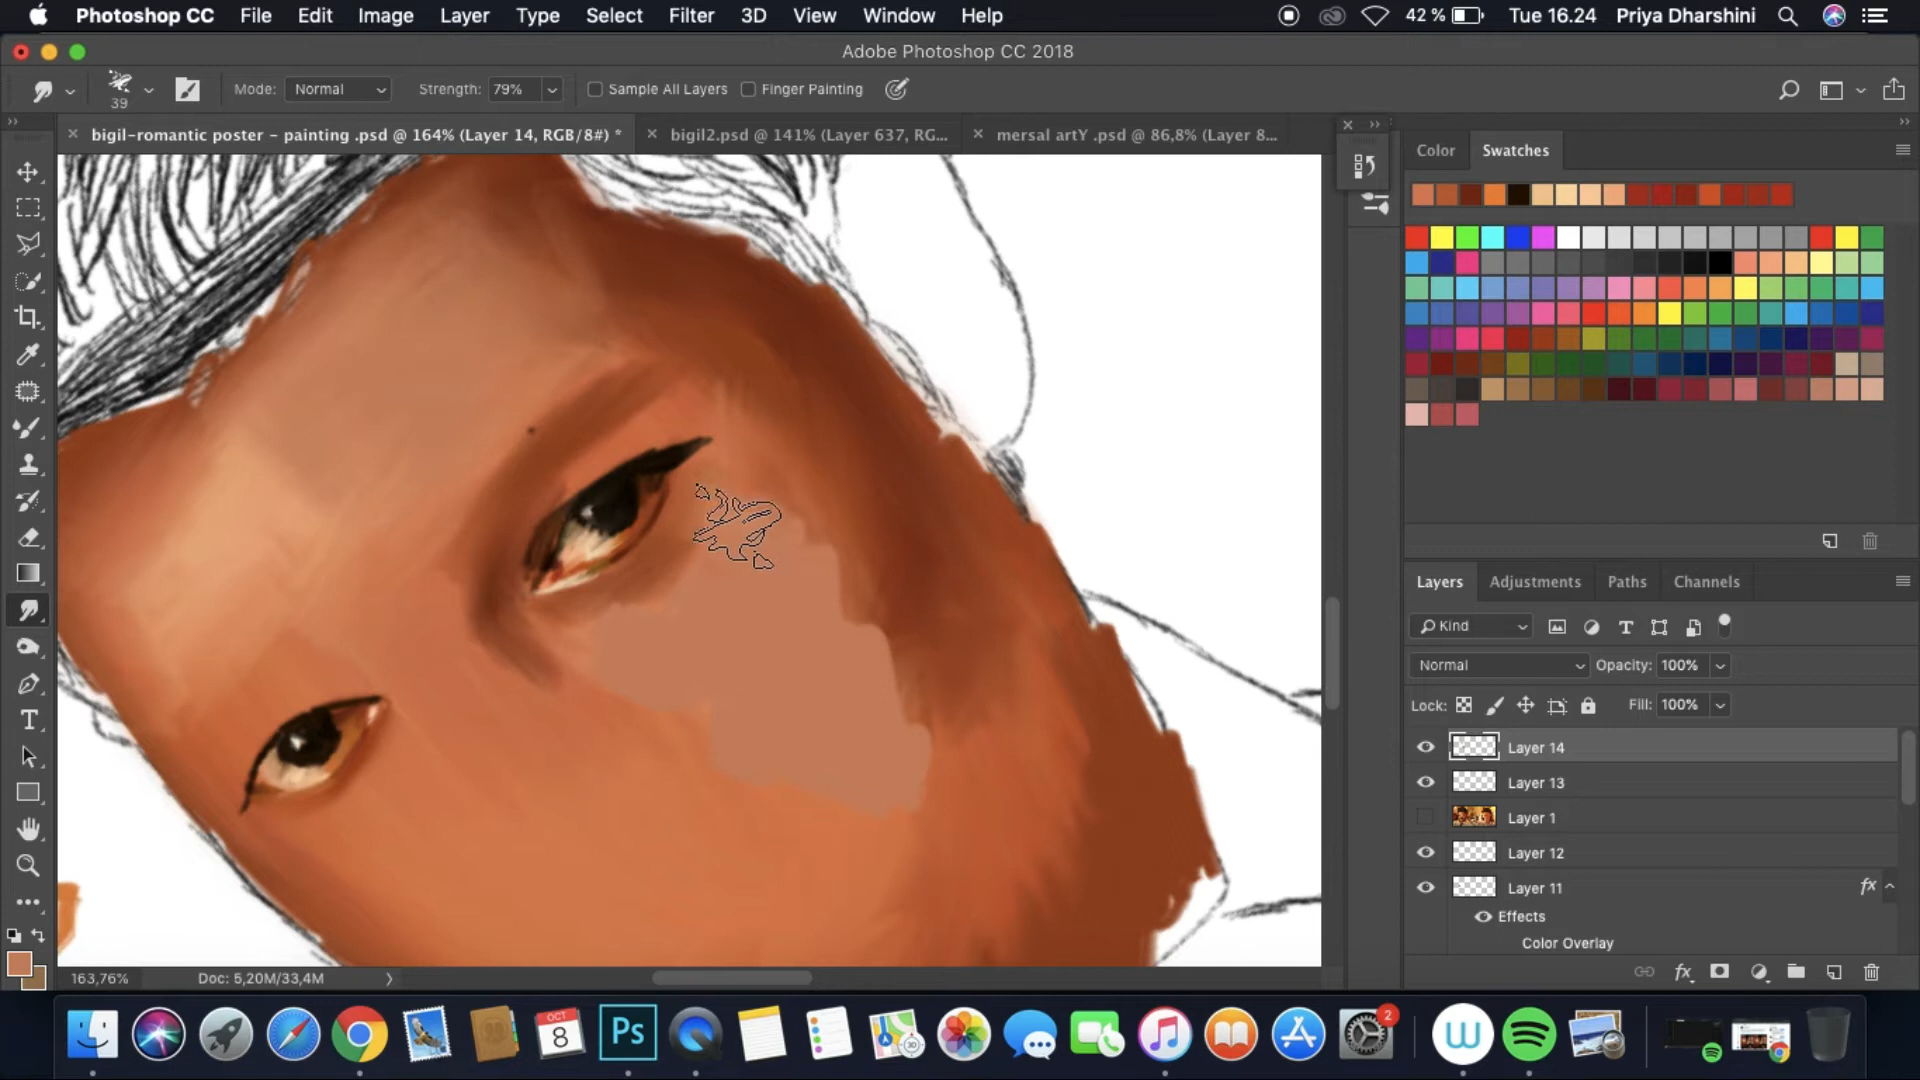 Photoshop CC File Edit Image Layer Type Select Filter 3D View Window Help 42 % Tue 16.24 Priya Dharshini
Adobe Photoshop CC 2018
39 Mode: Normal Strength: 79% Sample All Layers Finger Painting
bigil-romantic poster - painting .psd @ 164% (Layer 14, RGB/8#) * bigil2.psd @ 141% (Layer 637, RG... mersal artY .psd @ 86,8% (Layer 8...
Color Swatches
Layers Adjustments Paths Channels
Kind
Normal Opacity: 100%
Lock: Fill: 100%
Layer 14
Layer 13
Layer 1
Layer 12
Layer 11 fx
Effects
Color Overlay
163,76% Doc: 5,20M/33,4M
fx
OCT
8
Ps
2